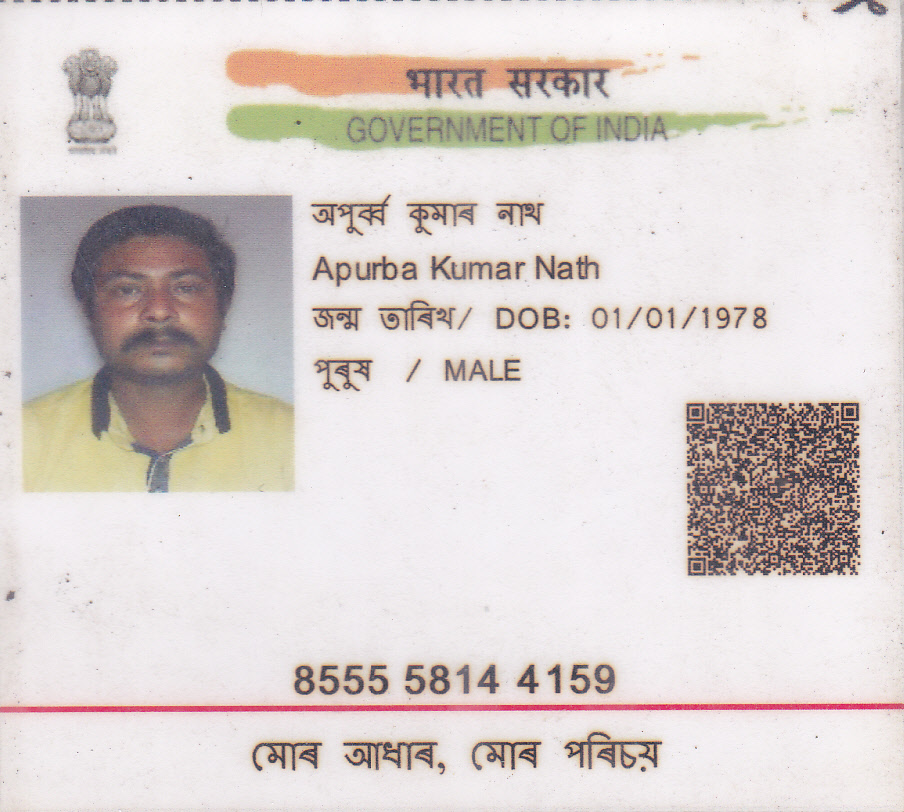 भारत सरकार
GOVERNMENT OF INDIA
অপূৰ্ব্ব কুমাৰ নাথ
Apurba Kumar Nath
জন্ম তাৰিখ/ DOB: 01/01/1978
পুৰুষ / MALE
8555 5814 4159
মোৰ আধাৰ, মোৰ পৰিচয়